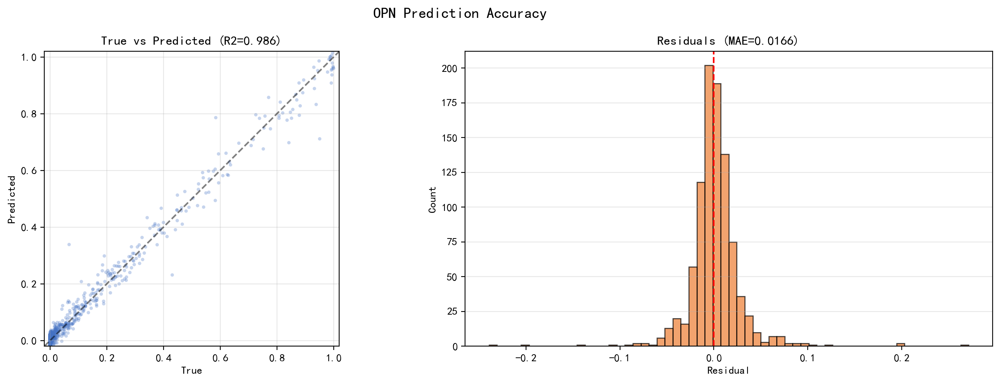 OPN Prediction Accuracy
True vs Predicted (R2=0.986)
Predicted
1.0
0.8
0.6
0.4
0.2
0.0
0.0 0.2 0.4 0.6 0.8 1.0
True
Residuals (MAE=0.0166)
Count
200
175
150
125
100
75
50
25
0
−0.2 −0.1 0.0 0.1 0.2
Residual